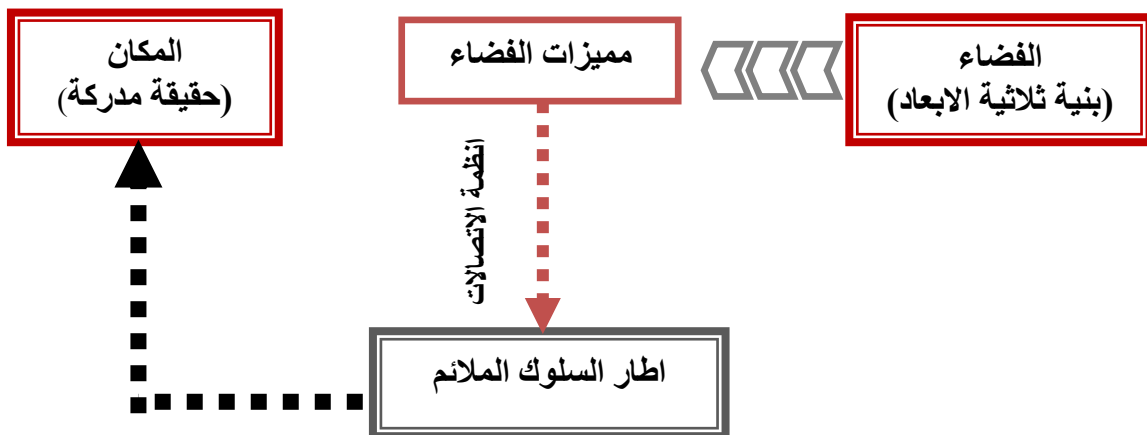 الفضاء
(بنية ثلاثية الابعاد)
مميزات الفضاء
المكان
(حقيقة مدركة)
انظمة الاتصالات
اطار السلوك الملائم